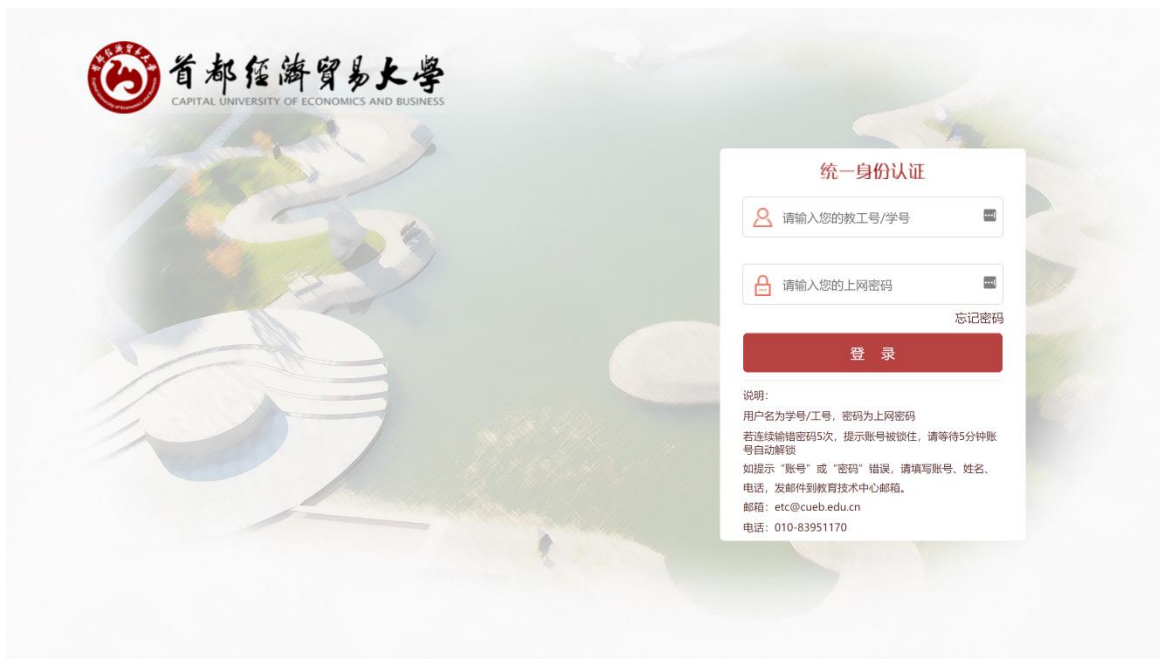 首都經濟貿易大學
CAPITAL UNIVERSITY OF ECONOMICS AND BUSINESS
统一身份认证
请输入您的教工号/学号
请输入您的上网密码
忘记密码
登 录
说明：
用户名为学号/工号，密码为上网密码
若连续输错密码5次，提示账号被锁住，请等待5分钟账
号自动解锁
如提示“账号”或“密码”错误，请填写账号、姓名、
电话，发邮件到教育技术中心邮箱。
邮箱：etc@cueb.edu.cn
电话：010-83951170